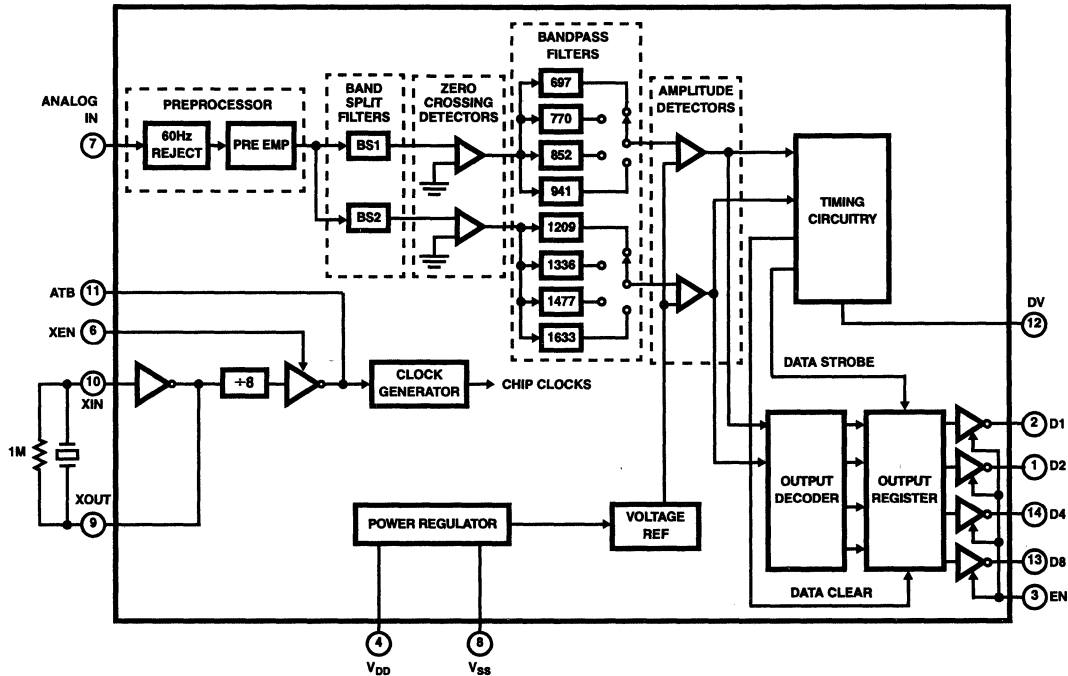 BANDPASS
FILTERS
697
770
852
941
1209
1336
1477
1633
BAND
SPLIT
FILTERS
BS1
BS2
ZERO
CROSSING
DETECTORS
AMPLITUDE
DETECTORS
ANALOG
IN
7
PREPROCESSOR
60Hz
REJECT
PRE EMP
TIMING
CIRCUITRY
DV
12
ATB
11
XEN
6
10
XIN
÷8
CLOCK
GENERATOR
CHIP CLOCKS
1M
XOUT
9
DATA STROBE
OUTPUT
DECODER
OUTPUT
REGISTER
2 D1
1 D2
14 D4
13 D8
3 EN
DATA CLEAR
POWER REGULATOR
VOLTAGE
REF
4
VDD
8
VSS